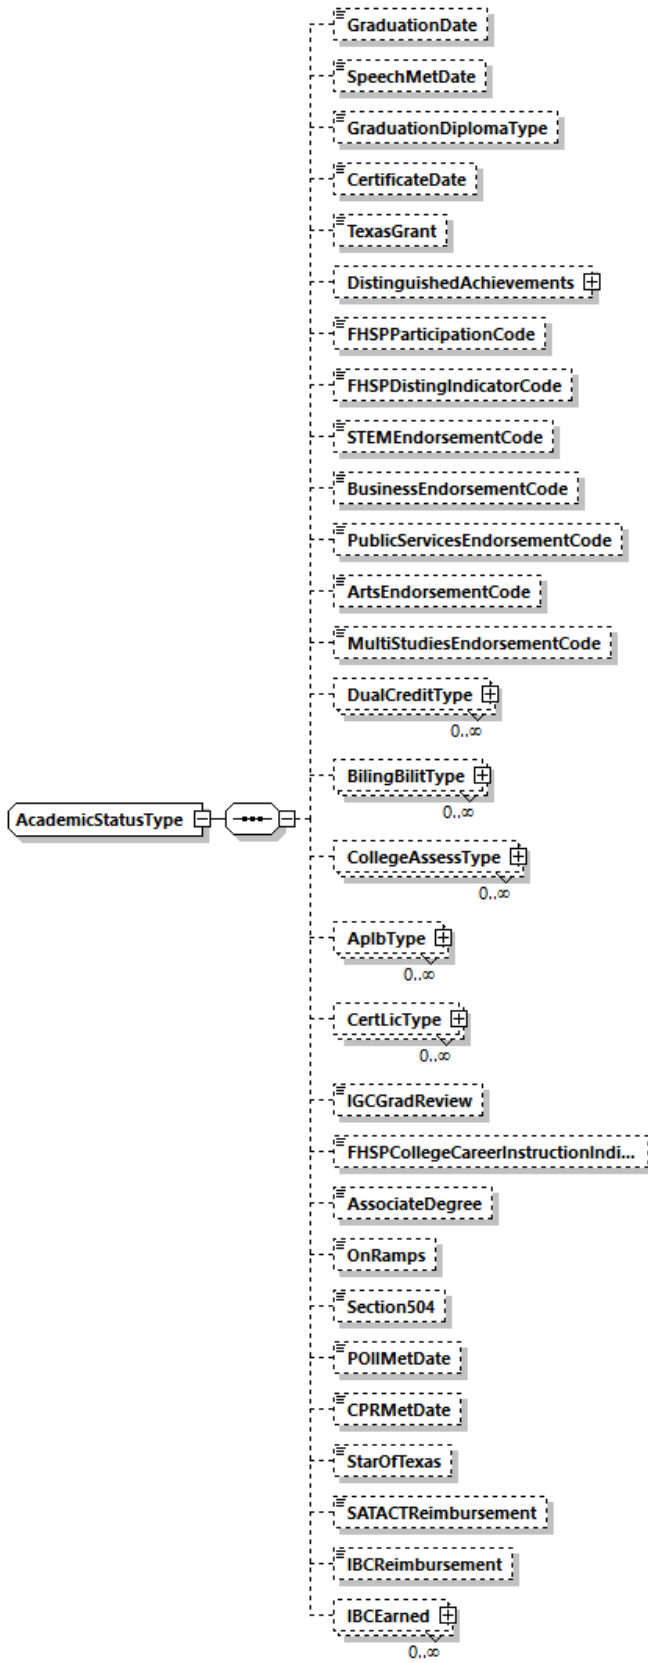 GraduationDate
SpeechMetDate
GraduationDiplomaType
CertificateDate
TexasGrant
DistinguishedAchievements
FHSPParticipationCode
FHSPDistingIndicatorCode
STEMEndorsementCode
BusinessEndorsementCode
PublicServicesEndorsementCode
ArtsEndorsementCode
MultiStudiesEndorsementCode
DualCreditType
0..∞
BilingBilitType
0..∞
AcademicStatusType
CollegeAssessType
0..∞
ApIbType
0..∞
CertLicType
0..∞
IGCGradReview
FHSPCollegeCareerInstructionIndi...
AssociateDegree
OnRamps
Section504
POIIMetDate
CPRMetDate
StarOfTexas
SATACTReimbursement
IBCReimbursement
IBCEarned
0..∞